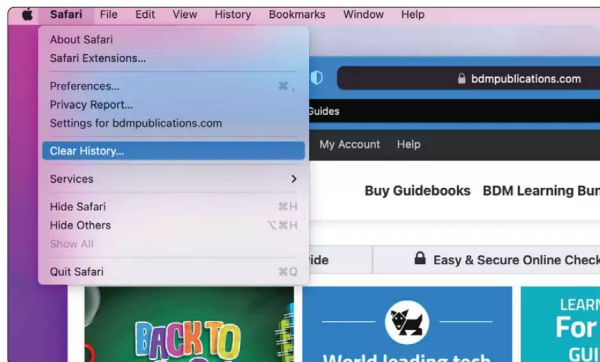 Safari File Edit View History Bookmarks Window Help
About Safari
Safari Extensions...
Preferences... ⌘ ,
Privacy Report...
Settings for bdmpublications.com
Clear History...
Services >
Hide Safari ⌘H
Hide Others ⌥⌘H
Show All
Quit Safari ⌘Q
bdmpublications.com
Guides
My Account Help
Buy Guidebooks BDM Learning Bun
ide Easy & Secure Online Check
BACK TO
World leading tech
LEARN
For
GUI